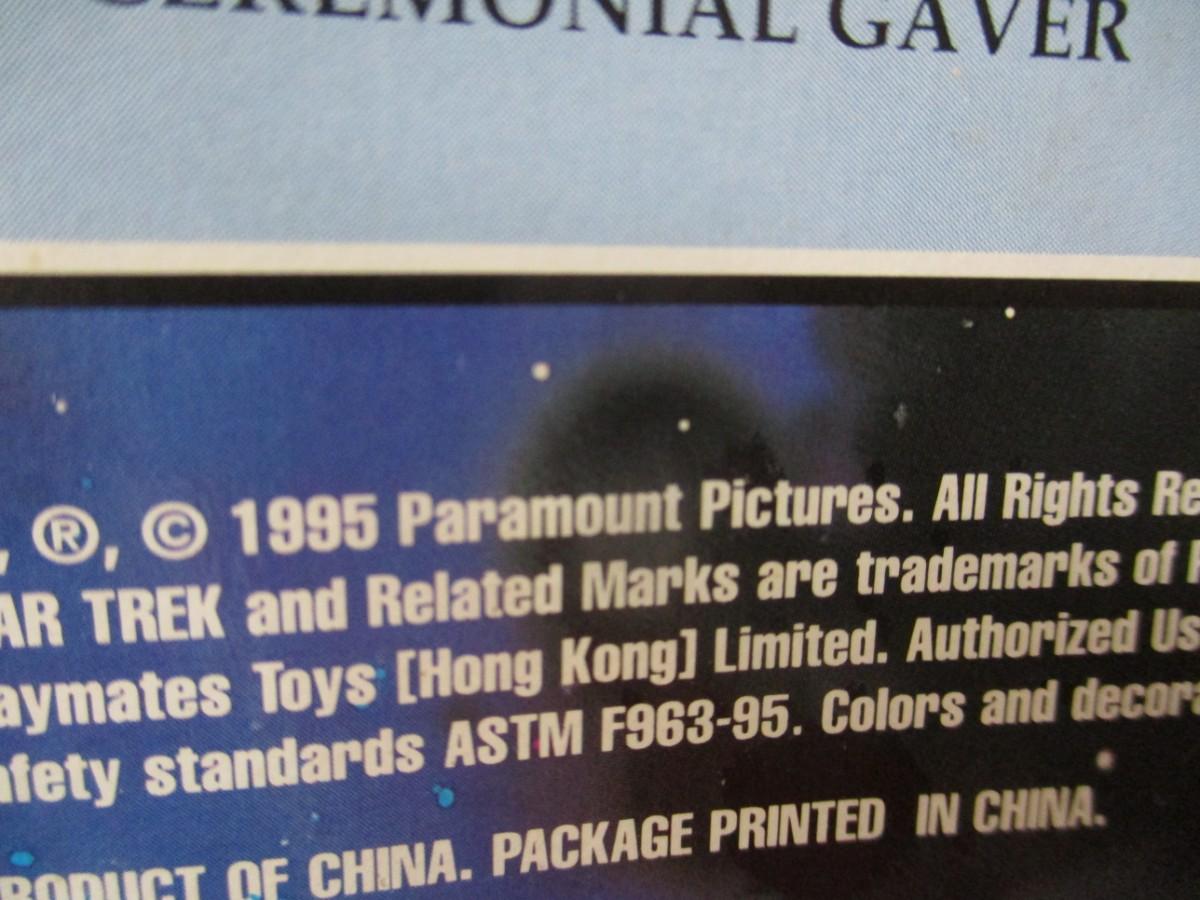 CEREMONIAL GAVER
, ®, © 1995 Paramount Pictures. All Rights Re
AR TREK and Related Marks are trademarks of
aymates Toys [Hong Kong] Limited. Authorized Us
afety standards ASTM F963-95. Colors and decor
RODUCT OF CHINA. PACKAGE PRINTED IN CHINA.